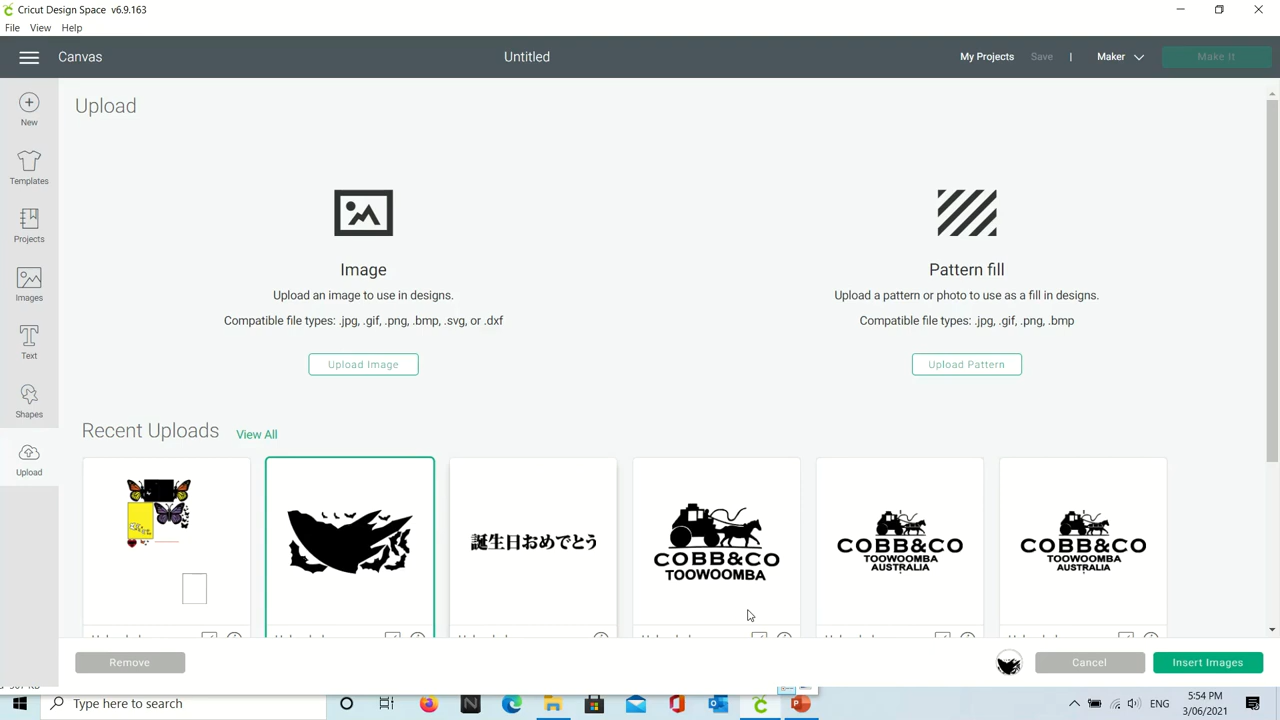 Cricut Design Space v6.9.163
File View Help
Canvas
Untitled
My Projects Save | Maker
Make It
New
Templates
Projects
Images
Text
Shapes
Upload
Upload
Image
Upload an image to use in designs.
Compatible file types: .jpg, .gif, .png, .bmp, .svg, or .dxf
Upload Image
Pattern fill
Upload a pattern or photo to use as a fill in designs.
Compatible file types: .jpg, .gif, .png, .bmp
Upload Pattern
Recent Uploads View All
誕生日おめでとう
COBB&CO
TOOWOOMBA
COBB&CO
TOOWOOMBA
AUSTRALIA
COBB&CO
TOOWOOMBA
AUSTRALIA
Remove
Cancel
Insert Images
Type here to search
ENG
5:54 PM
3/06/2021